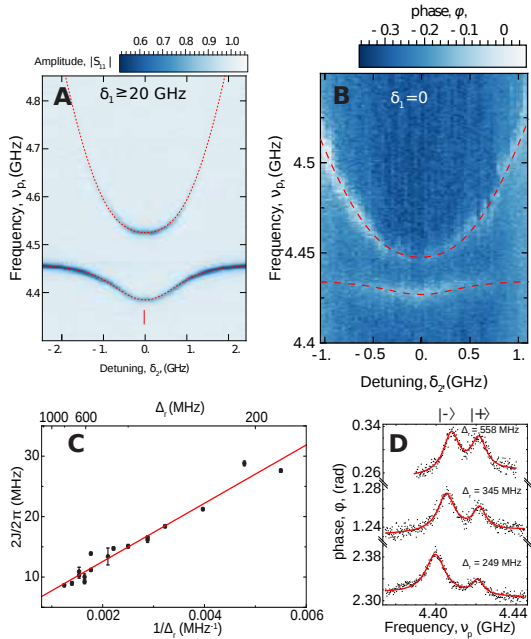 phase, φ,
-0.3 -0.2 -0.1 0
Amplitude, |S₁₁| 0.6 0.7 0.8 0.9 1.0
A δ₁≥20 GHz
B δ₁=0
Frequency, νₚ,(GHz)
4.8
4.7
4.6
4.5
4.4
-2. -1. 0. 1. 2.
Detuning, δ₂,(GHz)
Frequency, νₚ,(GHz)
4.5
4.45
4.4
-1. -0.5 0. 0.5 1.
Detuning, δ₂,(GHz)
Δᵣ (MHz)
1000 600 200
C
2J/2π (MHz)
30
20
10
0.002 0.004 0.006
1/Δᵣ (MHz⁻¹)
|-⟩ |+⟩
D
Δᵣ = 558 MHz
Δᵣ = 345 MHz
Δᵣ = 249 MHz
phase, φ, (rad)
0.34
0.26
1.28
1.24
2.38
2.30
4.40 4.44
Frequency, νₚ (GHz)